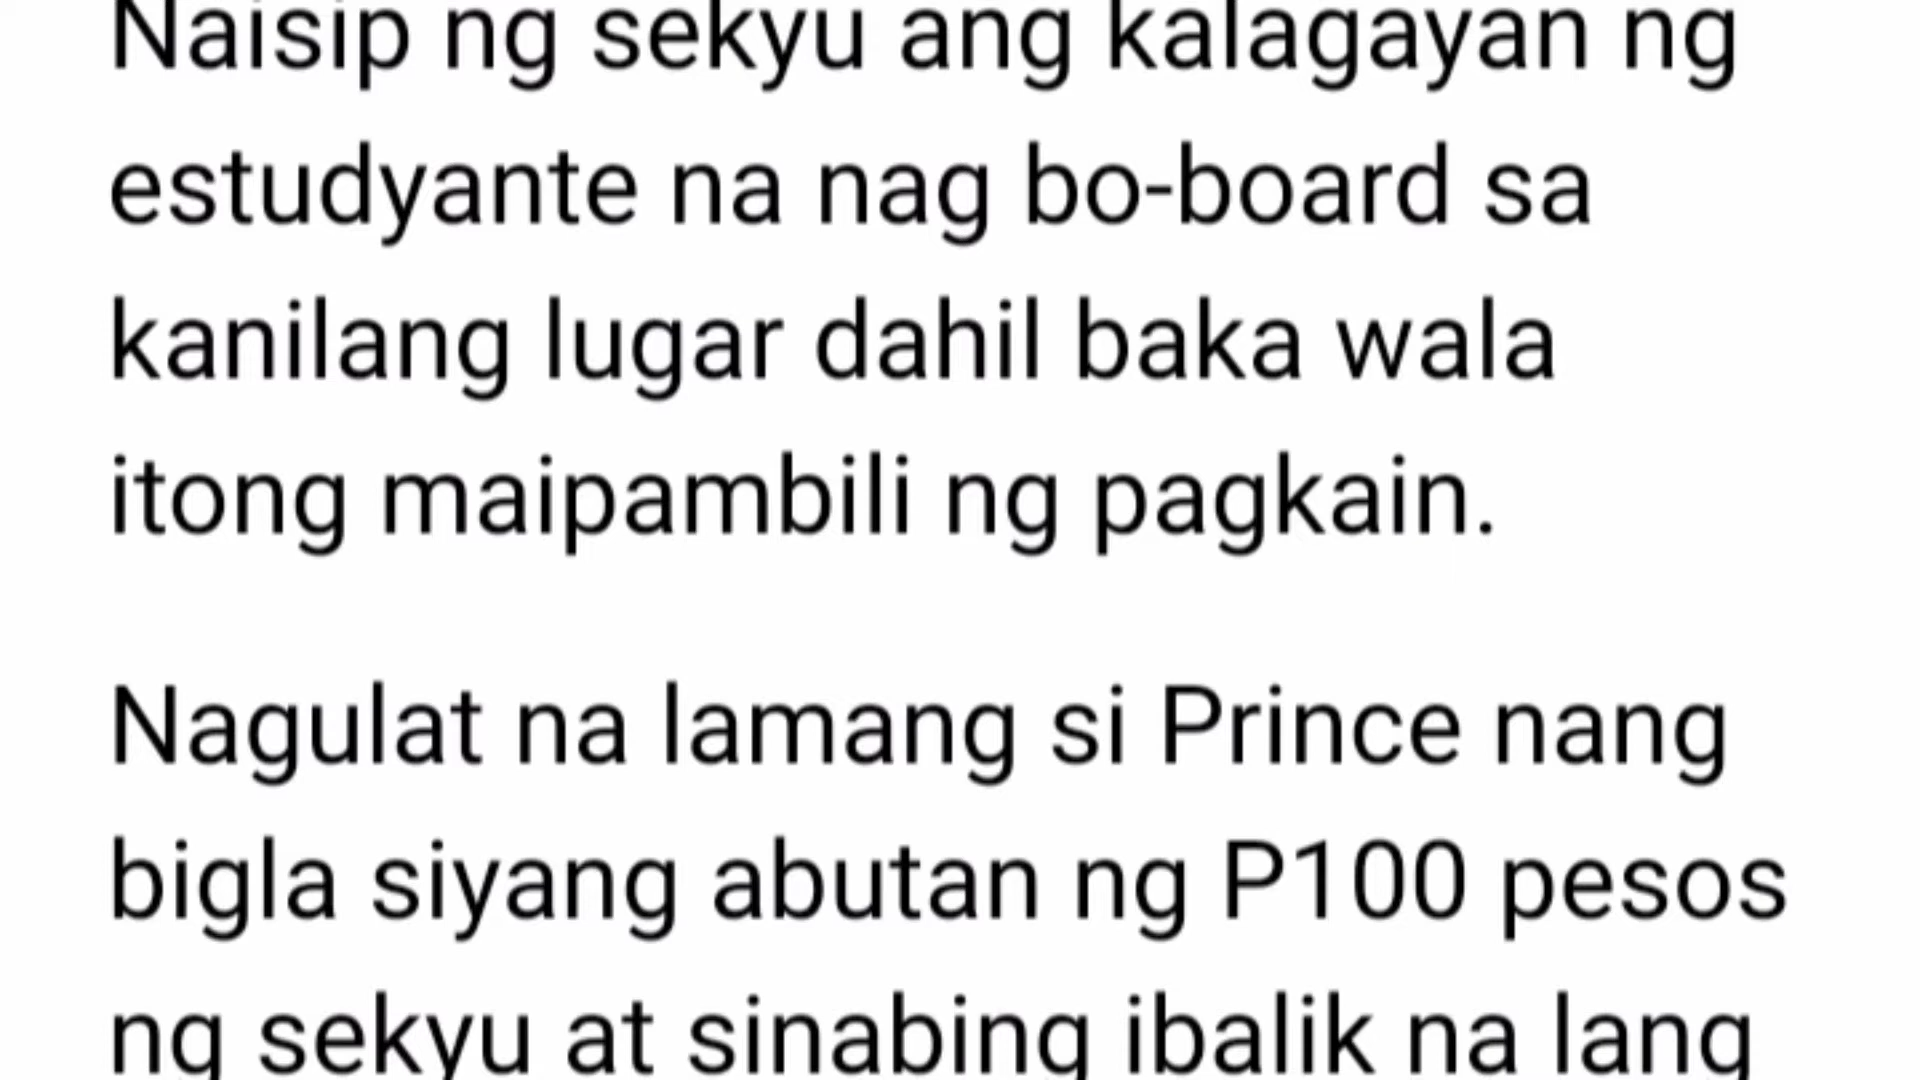 Naisip ng sekyu ang kalagayan ng
estudyante na nag bo-board sa
kanilang lugar dahil baka wala
itong maipambili ng pagkain.
Nagulat na lamang si Prince nang
bigla siyang abutan ng P100 pesos
ng sekyu at sinabing ibalik na lang